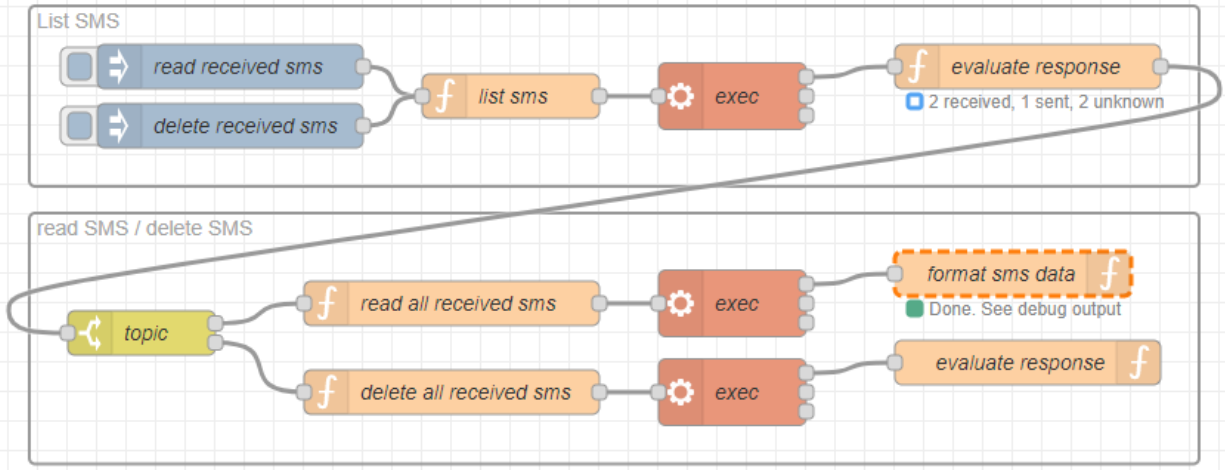 List SMS
read received sms
delete received sms
list sms
exec
evaluate response
2 received, 1 sent, 2 unknown
read SMS / delete SMS
topic
read all received sms
exec
format sms data
Done. See debug output
delete all received sms
exec
evaluate response